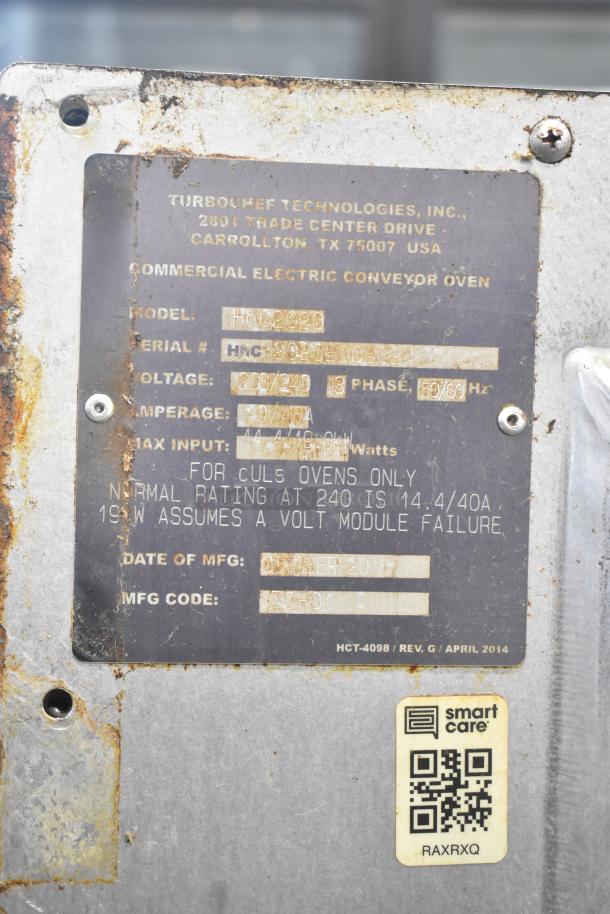 TURBOCHEF TECHNOLOGIES, INC.,
2801 TRADE CENTER DRIVE
CARROLLTON, TX 75007 USA
COMMERCIAL ELECTRIC CONVEYOR OVEN
MODEL: HHC2020
SERIAL #
VOLTAGE: 208/240 PHASE, 50/60 Hz
AMPERAGE: 40/48A
MAX INPUT: Watts
FOR cULs OVENS ONLY
NORMAL RATING AT 240 IS 14.4/40A
ASSUMES A VOLT MODULE FAILURE
DATE OF MFG:
MFG CODE:
HCT-4098 / REV. G / APRIL 2014
smart
care
RAXRXQ